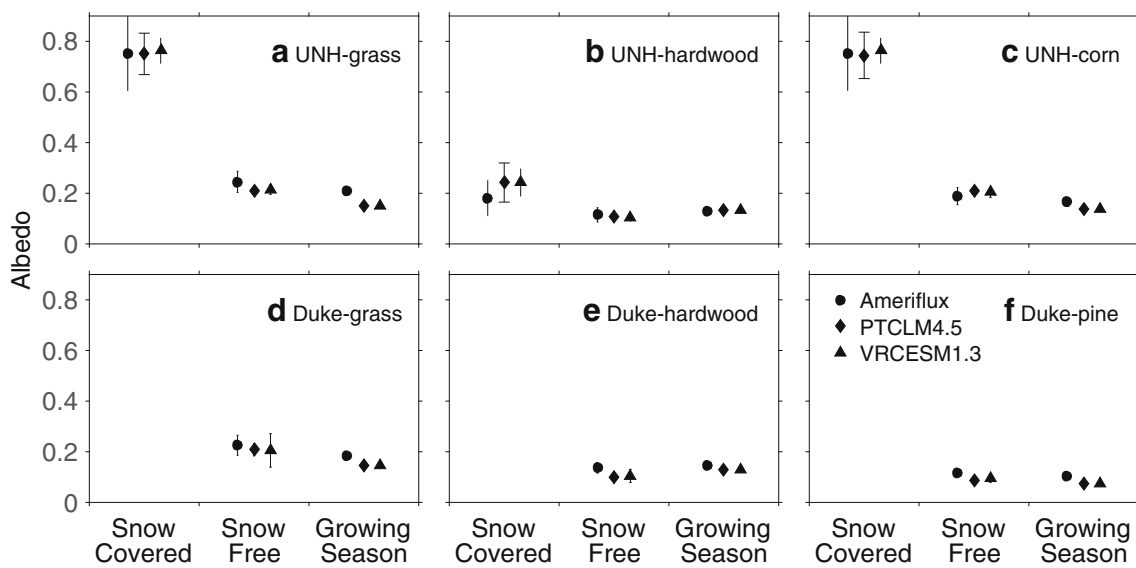 a UNH-grass
b UNH-hardwood
c UNH-corn
0.8
0.6
0.4
0.2
0
Albedo
d Duke-grass
e Duke-hardwood
f Duke-pine
Ameriflux
PTCLM4.5
VRCESM1.3
0.8
0.6
0.4
0.2
0
Snow
Covered
Snow
Free
Growing
Season
Snow
Covered
Snow
Free
Growing
Season
Snow
Covered
Snow
Free
Growing
Season